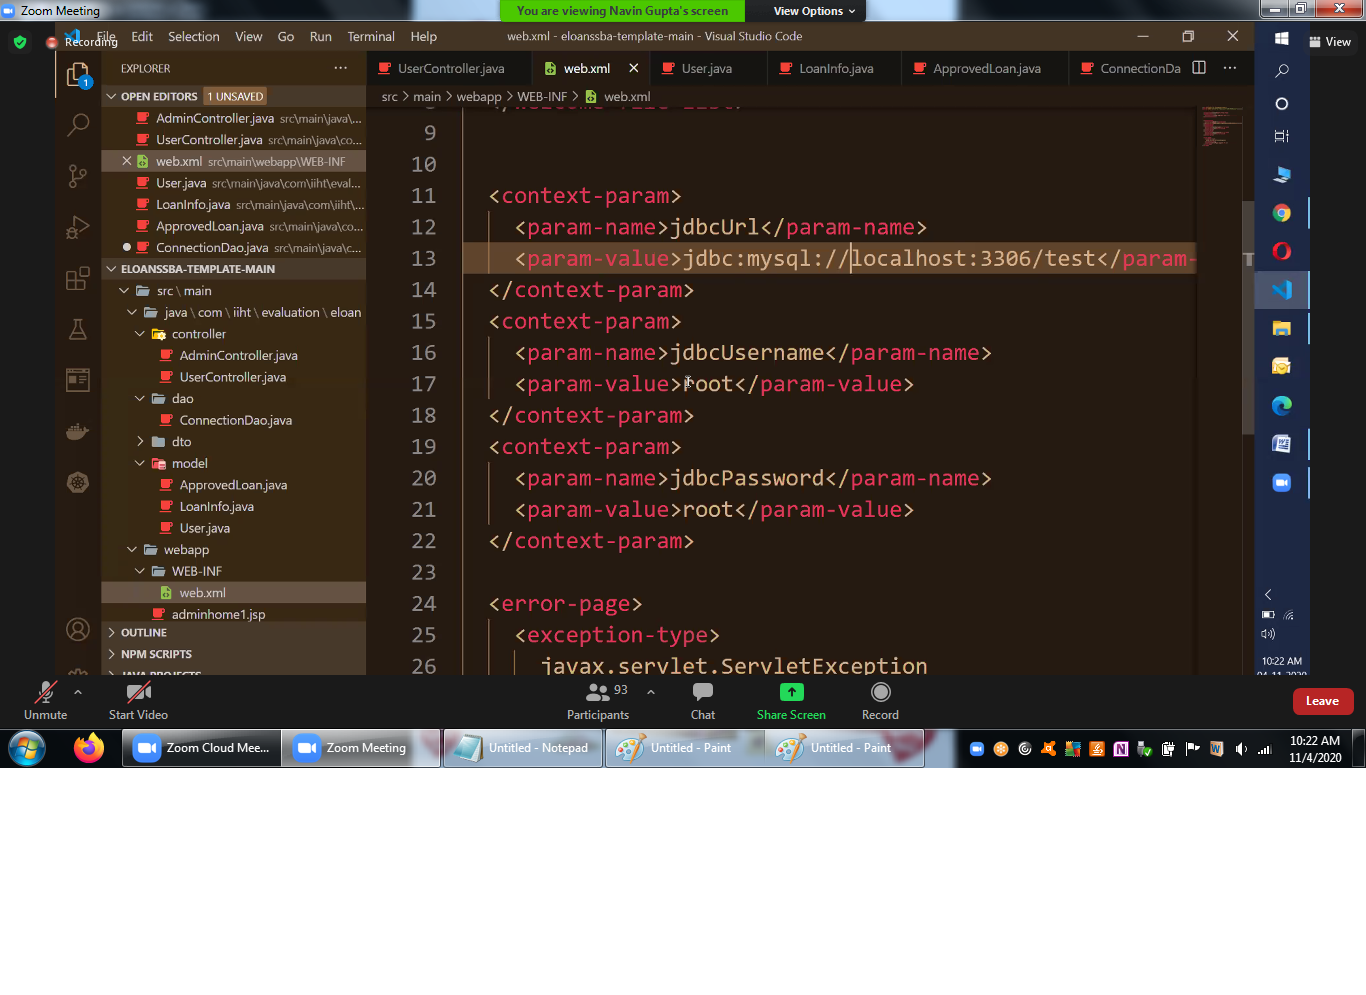 Zoom Meeting
You are viewing Navin Gupta's screen
View Options
Recording
File Edit Selection View Go Run Terminal Help
web.xml - eloanssba-template-main - Visual Studio Code
View
EXPLORER
UserController.java
web.xml
User.java
LoanInfo.java
ApprovedLoan.java
ConnectionDa
OPEN EDITORS 1 UNSAVED
src > main > webapp > WEB-INF > web.xml
AdminController.java src\main\java\...
UserController.java src\main\java\co...
web.xml src\main\webapp\WEB-INF
User.java src\main\java\com\iiht\eval...
LoanInfo.java src\main\java\com\iiht\...
ApprovedLoan.java src\main\java\co...
ConnectionDao.java src\main\java\c...
ELOANSSBA-TEMPLATE-MAIN
src \ main
java \ com \ iiht \ evaluation \ eloan
controller
AdminController.java
UserController.java
dao
ConnectionDao.java
dto
model
ApprovedLoan.java
LoanInfo.java
User.java
webapp
WEB-INF
web.xml
adminhome1.jsp
OUTLINE
NPM SCRIPTS
JAVA PROJECTS
1
9
10
11 <context-param>
12 <param-name>jdbcUrl</param-name>
13 <param-value>jdbc:mysql://localhost:3306/test</param-
14 </context-param>
15 <context-param>
16 <param-name>jdbcUsername</param-name>
17 <param-value>root</param-value>
18 </context-param>
19 <context-param>
20 <param-name>jdbcPassword</param-name>
21 <param-value>root</param-value>
22 </context-param>
23
24 <error-page>
25 <exception-type>
26 javax.servlet.ServletException
10:22 AM
Unmute
Start Video
93
Participants
Chat
Share Screen
Record
Leave
Zoom Cloud Mee...
Zoom Meeting
Untitled - Notepad
Untitled - Paint
Untitled - Paint
10:22 AM
11/4/2020